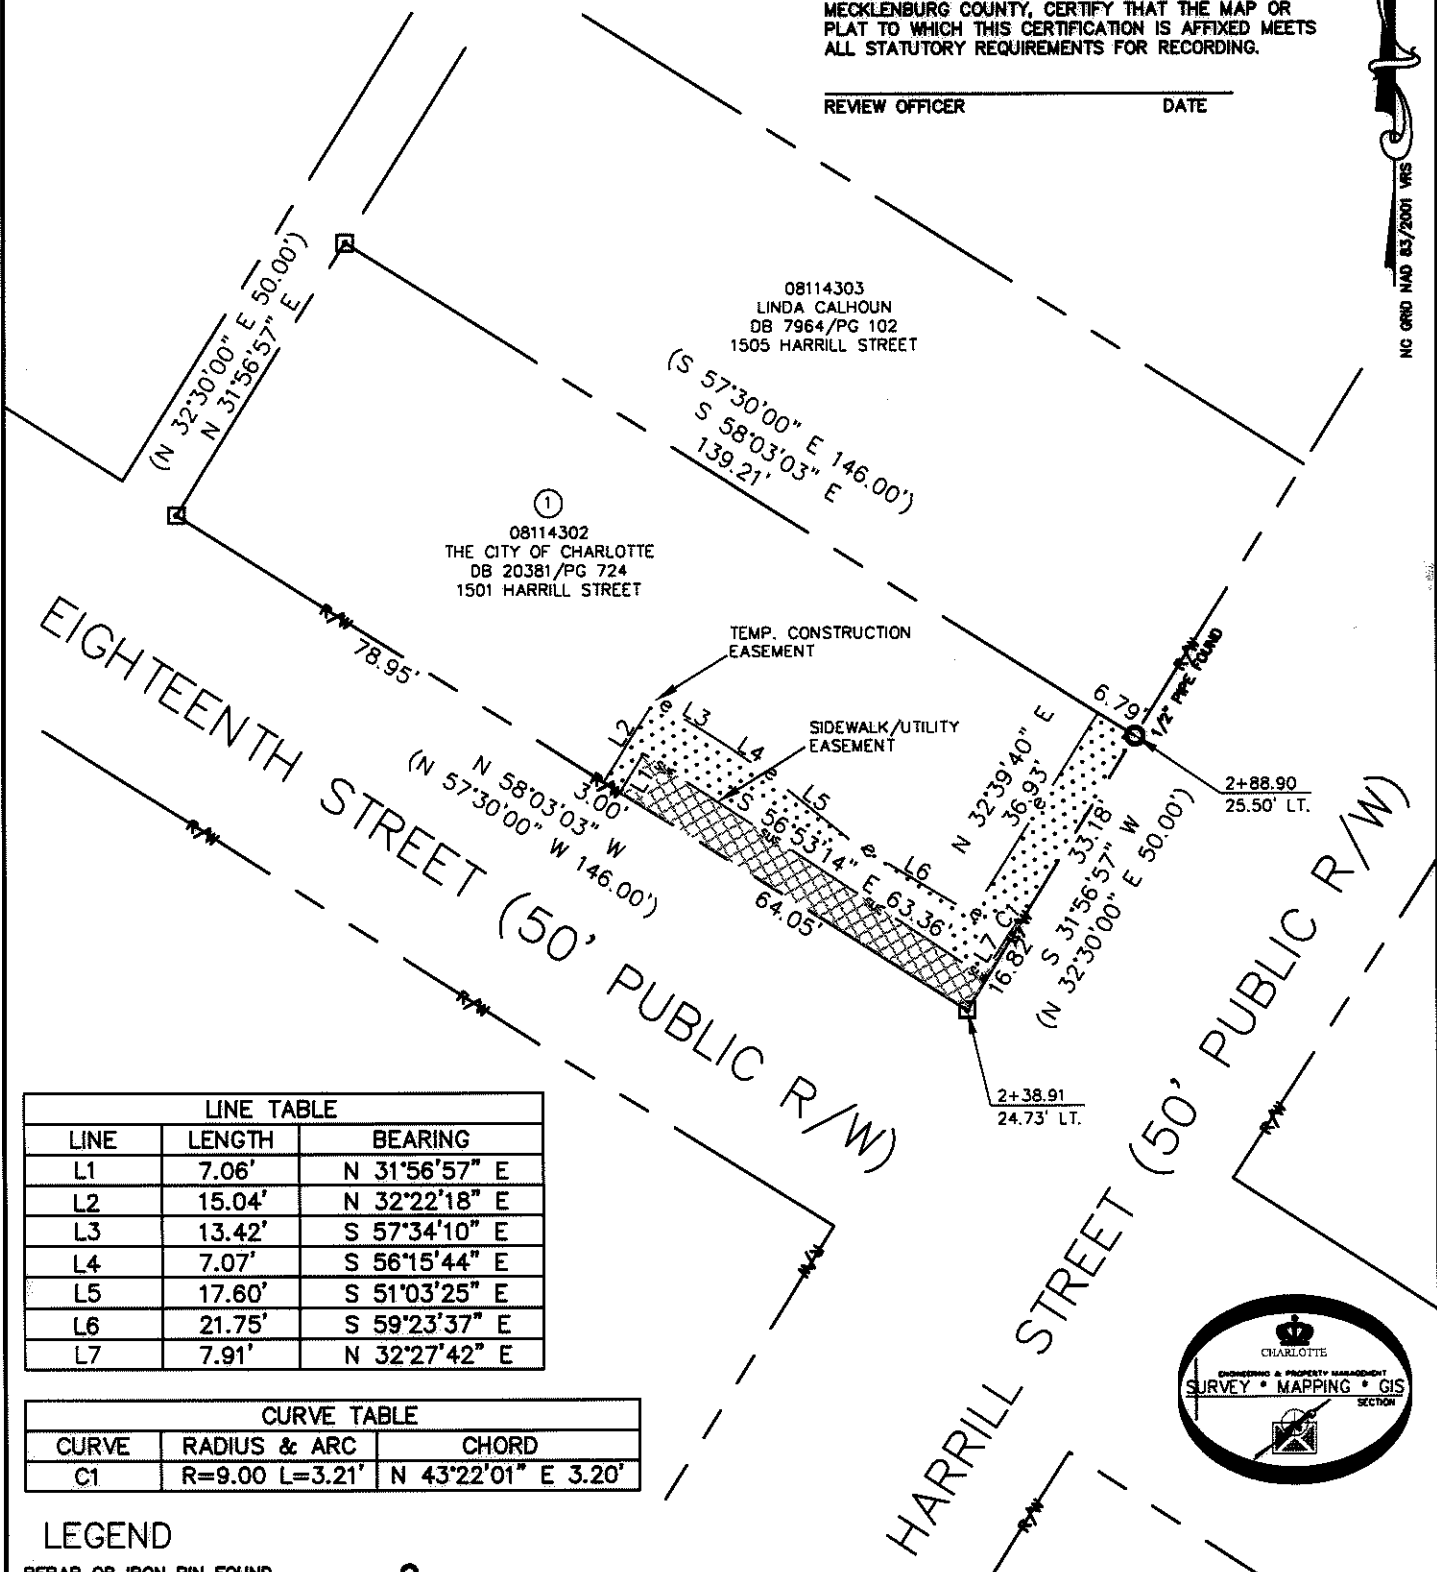 MECKLENBURG COUNTY, CERTIFY THAT THE MAP OR
PLAT TO WHICH THIS CERTIFICATION IS AFFIXED MEETS
ALL STATUTORY REQUIREMENTS FOR RECORDING.
REVIEW OFFICER DATE
NC GRID NAD 83/2001 VRS
(N 32°30'00" E 50.00')
N 31°56'57" E
08114303
LINDA CALHOUN
DB 7964/PG 102
1505 HARRILL STREET
(S 57°30'00" E 146.00')
S 58°03'03" E
139.21'
1
08114302
THE CITY OF CHARLOTTE
DB 20381/PG 724
1501 HARRILL STREET
R/W
78.95'
TEMP. CONSTRUCTION
EASEMENT
SIDEWALK/UTILITY
EASEMENT
6.79'
R/W
1/2" PIPE FOUND
2+88.90
25.50' LT.
EIGHTEENTH STREET (50' PUBLIC R/W)
R/W
R/W
R/W
N 58°03'03" W
(N 57°30'00" W 146.00')
3.00'
L1
L2
e
L3
L4
e
L5
e
L6
e
SUE
S 56°53'14" E 63.36'
SUE
SUE
64.05'
N 32°39'40" E
36.93'
e
L7
C1
R/W
16.82'
33.18'
S 31°56'57" W
(N 32°30'00" E 50.00')
2+38.91
24.73' LT.
HARRILL STREET (50' PUBLIC R/W)
R/W
R/W
R/W
LINE TABLE
LINE LENGTH BEARING
L1 7.06' N 31°56'57" E
L2 15.04' N 32°22'18" E
L3 13.42' S 57°34'10" E
L4 7.07' S 56°15'44" E
L5 17.60' S 51°03'25" E
L6 21.75' S 59°23'37" E
L7 7.91' N 32°27'42" E
CURVE TABLE
CURVE RADIUS & ARC CHORD
C1 R=9.00 L=3.21' N 43°22'01" E 3.20'
CHARLOTTE
ENGINEERING & PROPERTY MANAGEMENT
SURVEY * MAPPING * GIS
SECTION
LEGEND
REBAR OR IRON PIN FOUND